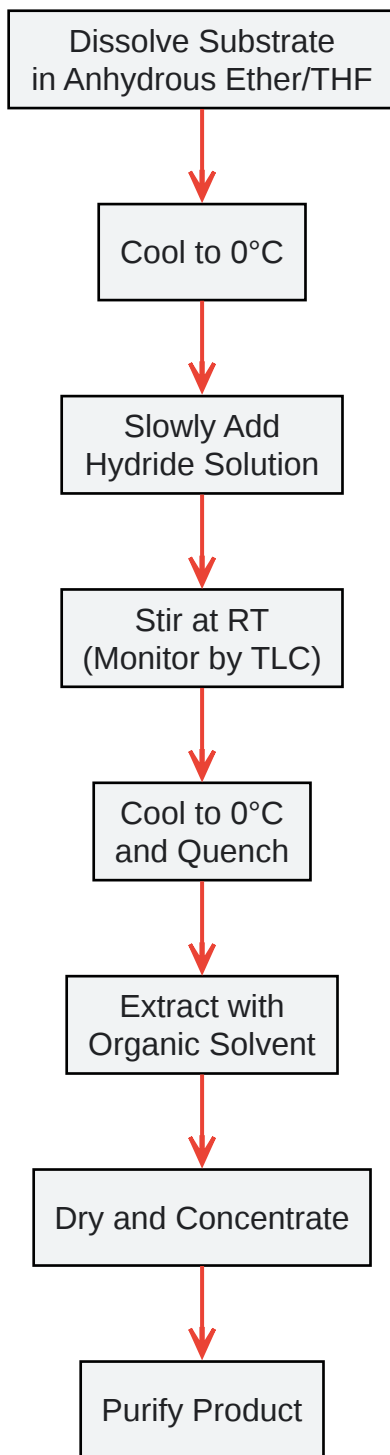 Dissolve Substrate
in Anhydrous Ether/THF
Cool to 0°C
Slowly Add
Hydride Solution
Stir at RT
(Monitor by TLC)
Cool to 0°C
and Quench
Extract with
Organic Solvent
Dry and Concentrate
Purify Product